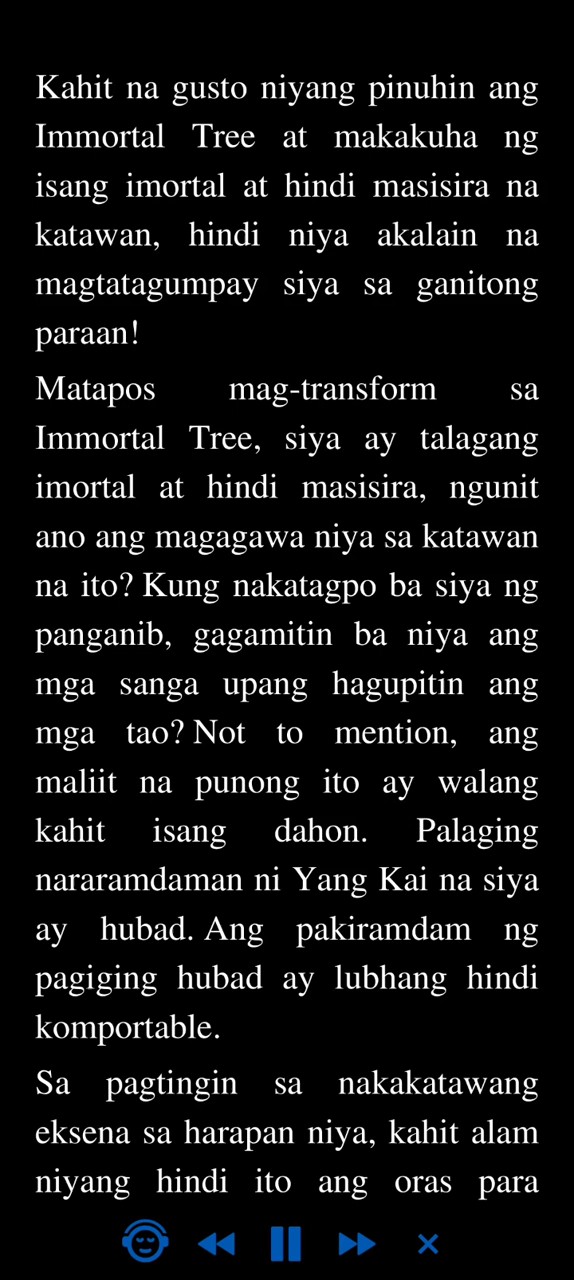 Kahit na gusto niyang pinuhin ang
Immortal Tree at makakuha ng
isang imortal at hindi masisira na
katawan, hindi niya akalain na
magtatagumpay siya sa ganitong
paraan!
Matapos mag-transform sa
Immortal Tree, siya ay talagang
imortal at hindi masisira, ngunit
ano ang magagawa niya sa katawan
na ito? Kung nakatagpo ba siya ng
panganib, gagamitin ba niya ang
mga sanga upang hagupitin ang
mga tao? Not to mention, ang
maliit na punong ito ay walang
kahit isang dahon. Palaging
nararamdaman ni Yang Kai na siya
ay hubad. Ang pakiramdam ng
pagiging hubad ay lubhang hindi
komportable.
Sa pagtingin sa nakakatawang
eksena sa harapan niya, kahit alam
niyang hindi ito ang oras para